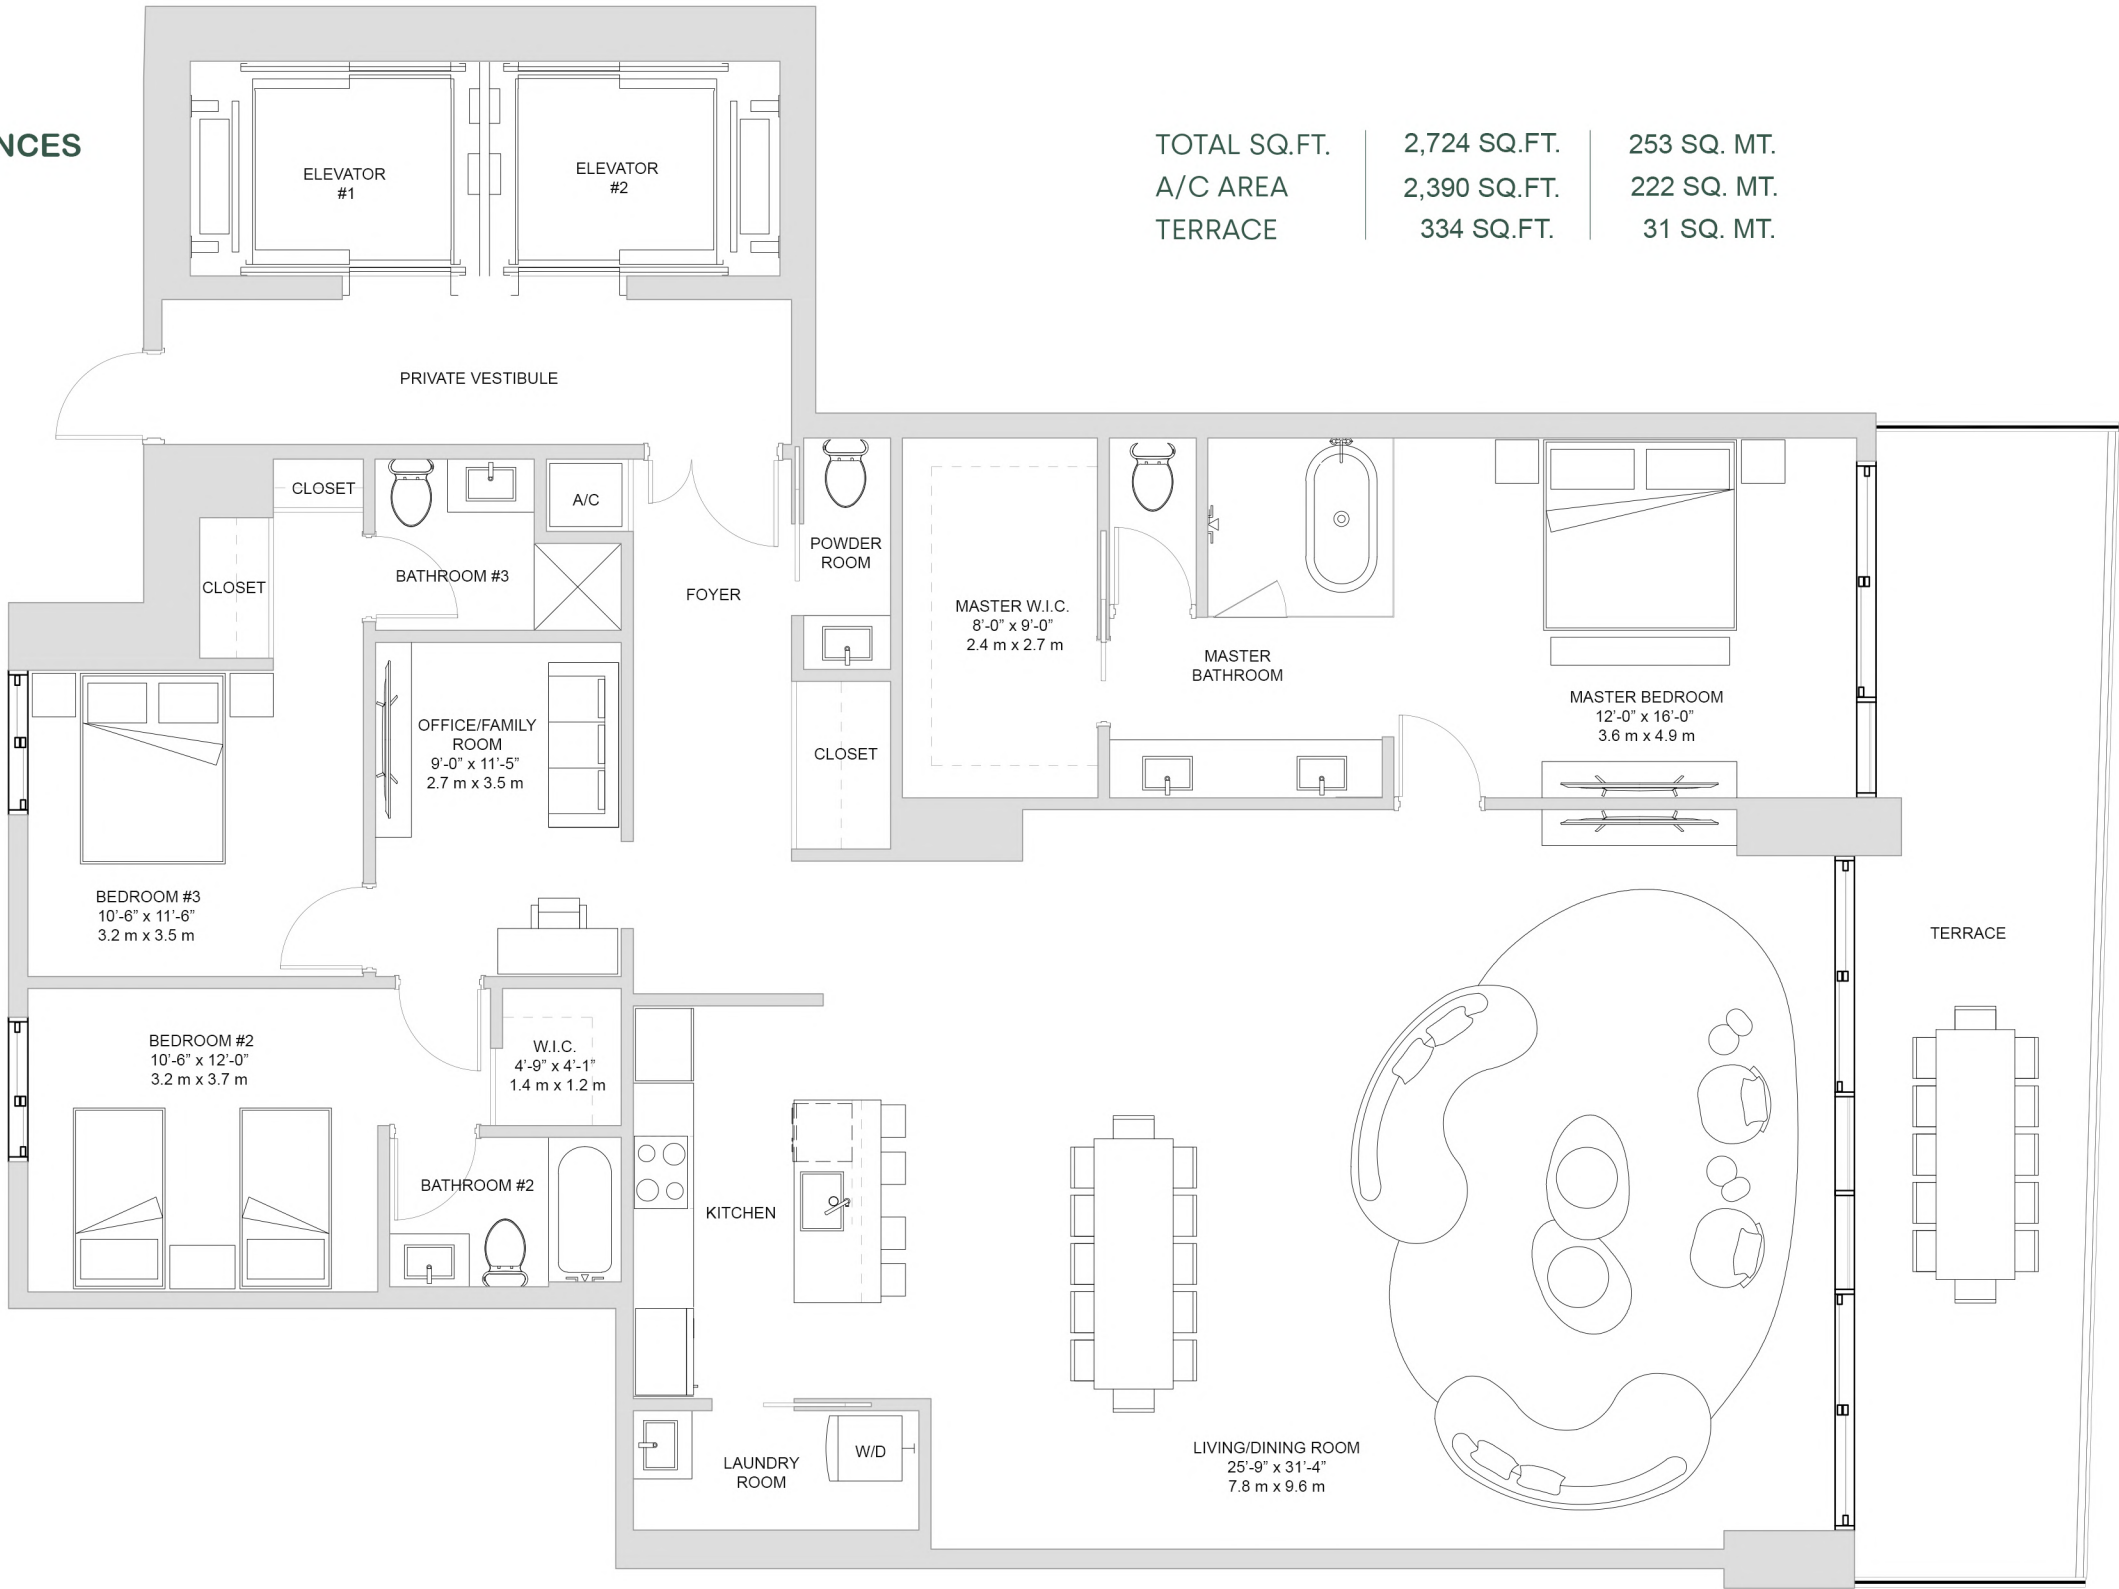 NCES
TOTAL SQ.FT. 2,724 SQ.FT. 253 SQ. MT.
A/C AREA 2,390 SQ.FT. 222 SQ. MT.
TERRACE 334 SQ.FT. 31 SQ. MT.
ELEVATOR
#1
ELEVATOR
#2
PRIVATE VESTIBULE
CLOSET
A/C
POWDER
ROOM
BATHROOM #3
CLOSET
FOYER
MASTER W.I.C.
8'-0" x 9'-0"
2.4 m x 2.7 m
MASTER
BATHROOM
MASTER BEDROOM
12'-0" x 16'-0"
3.6 m x 4.9 m
OFFICE/FAMILY
ROOM
9'-0" x 11'-5"
2.7 m x 3.5 m
CLOSET
BEDROOM #3
10'-6" x 11'-6"
3.2 m x 3.5 m
TERRACE
BEDROOM #2
10'-6" x 12'-0"
3.2 m x 3.7 m
W.I.C.
4'-9" x 4'-1"
1.4 m x 1.2 m
BATHROOM #2
KITCHEN
LAUNDRY
ROOM
W/D
LIVING/DINING ROOM
25'-9" x 31'-4"
7.8 m x 9.6 m